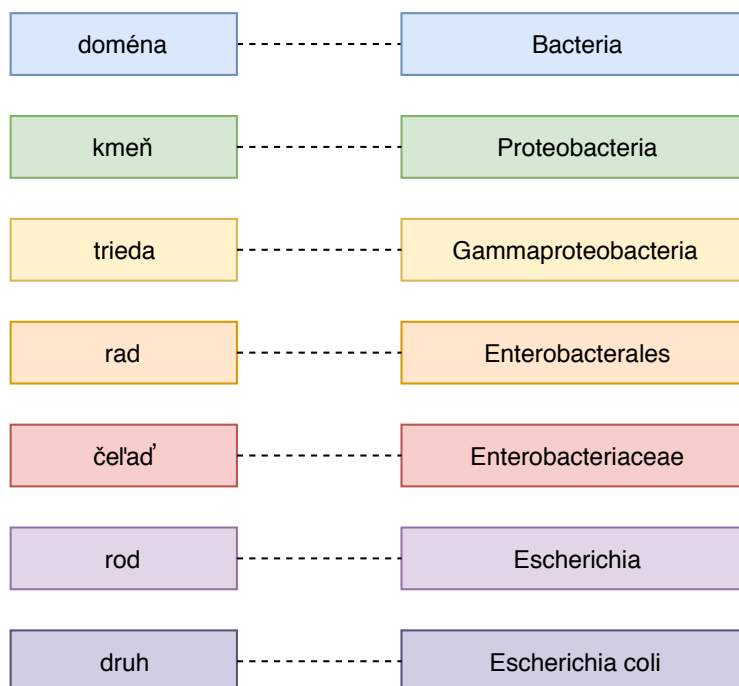 doména Bacteria
kmeň Proteobacteria
trieda Gammaproteobacteria
rad Enterobacterales
čeľaď Enterobacteriaceae
rod Escherichia
druh Escherichia coli